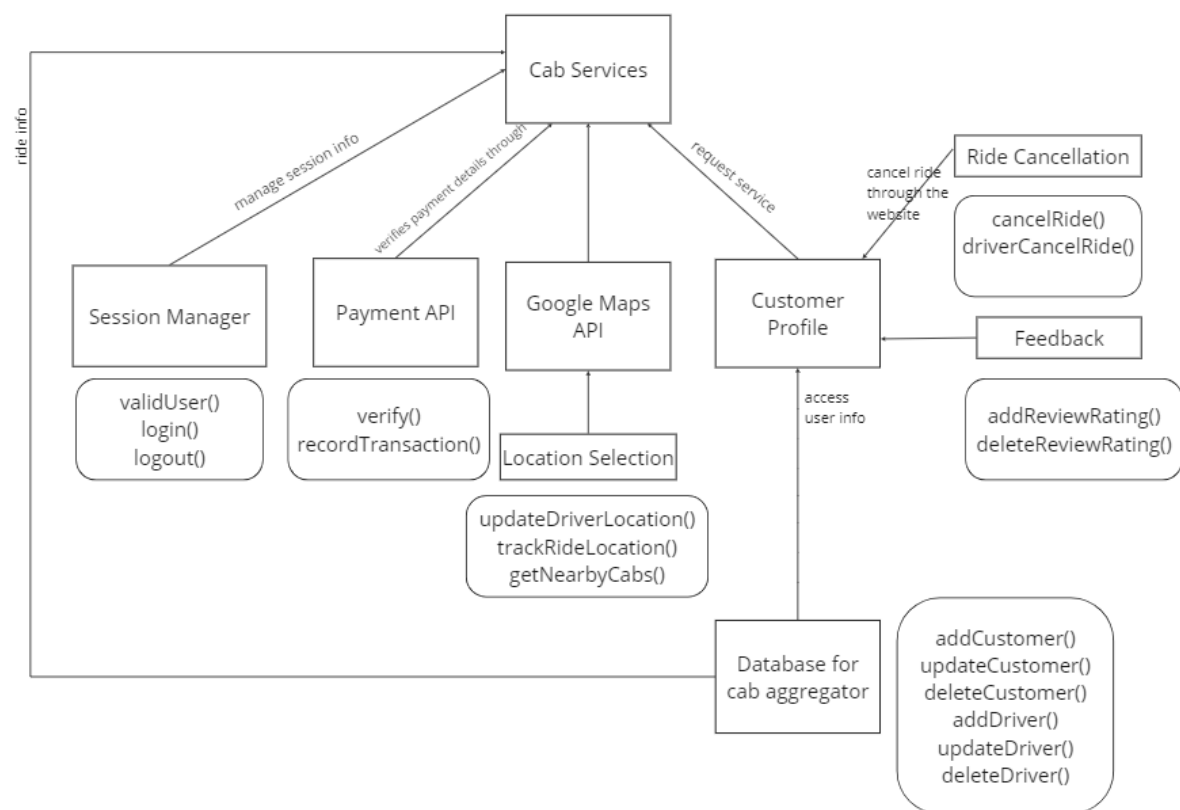 Cab Services
ride info
manage session info
verifies payment details through
request service
cancel ride
through the
website
Ride Cancellation
cancelRide()
driverCancelRide()
Session Manager
Payment API
Google Maps
API
Customer
Profile
Feedback
validUser()
login()
logout()
verify()
recordTransaction()
access
user info
addReviewRating()
deleteReviewRating()
Location Selection
updateDriverLocation()
trackRideLocation()
getNearbyCabs()
Database for
cab aggregator
addCustomer()
updateCustomer()
deleteCustomer()
addDriver()
updateDriver()
deleteDriver()